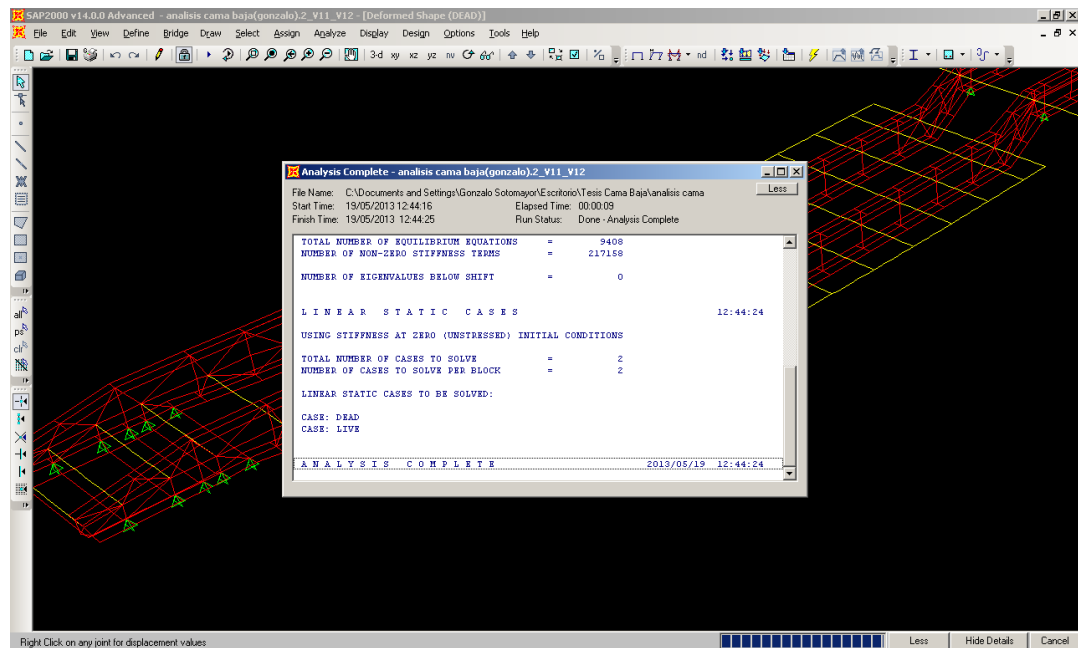 SAP2000 v14.0.0 Advanced - analisis cama baja(gonzalo).2_V11_V12 - [Deformed Shape (DEAD)]
File Edit View Define Bridge Draw Select Assign Analyze Display Design Options Tools Help
3-d xy xz yz nv nd
all
ps
clr
Analysis Complete - analisis cama baja(gonzalo).2_V11_V12
File Name: C:\Documents and Settings\Gonzalo Sotomayor\Escritorio\Tesis Cama Baja\analisis cama
Less
Start Time: 19/05/2013 12:44:16 Elapsed Time: 00:00:09
Finish Time: 19/05/2013 12:44:25 Run Status: Done - Analysis Complete
TOTAL NUMBER OF EQUILIBRIUM EQUATIONS = 9408
NUMBER OF NON-ZERO STIFFNESS TERMS = 217158
NUMBER OF EIGENVALUES BELOW SHIFT = 0
L I N E A R S T A T I C C A S E S 12:44:24
USING STIFFNESS AT ZERO (UNSTRESSED) INITIAL CONDITIONS
TOTAL NUMBER OF CASES TO SOLVE = 2
NUMBER OF CASES TO SOLVE PER BLOCK = 2
LINEAR STATIC CASES TO BE SOLVED:
CASE: DEAD
CASE: LIVE
A N A L Y S I S C O M P L E T E 2013/05/19 12:44:24
Right Click on any joint for displacement values
Less Hide Details Cancel